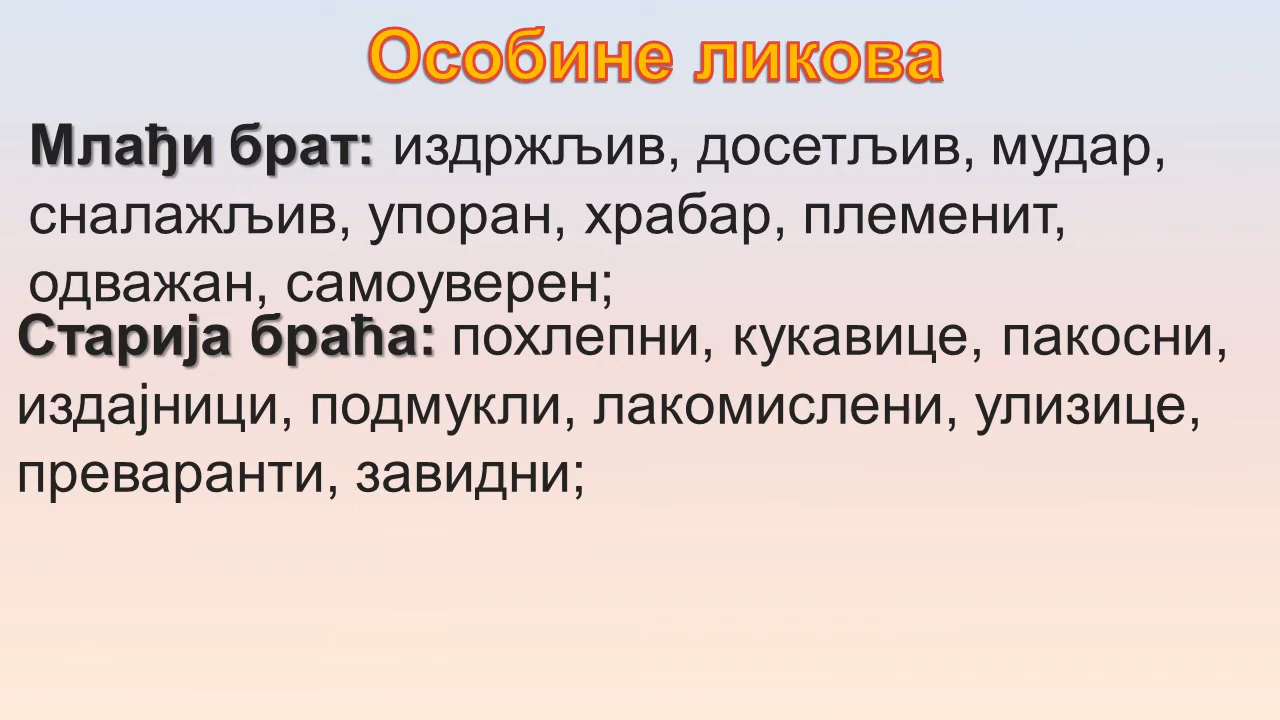 Особине ликова
Млађи брат: издржљив, досетљив, мудар,
сналажљив, упоран, храбар, племенит,
одважан, самоуверен;
Старија браћа: похлепни, кукавице, пакосни,
издајници, подмукли, лакомислени, улизице,
преваранти, завидни;